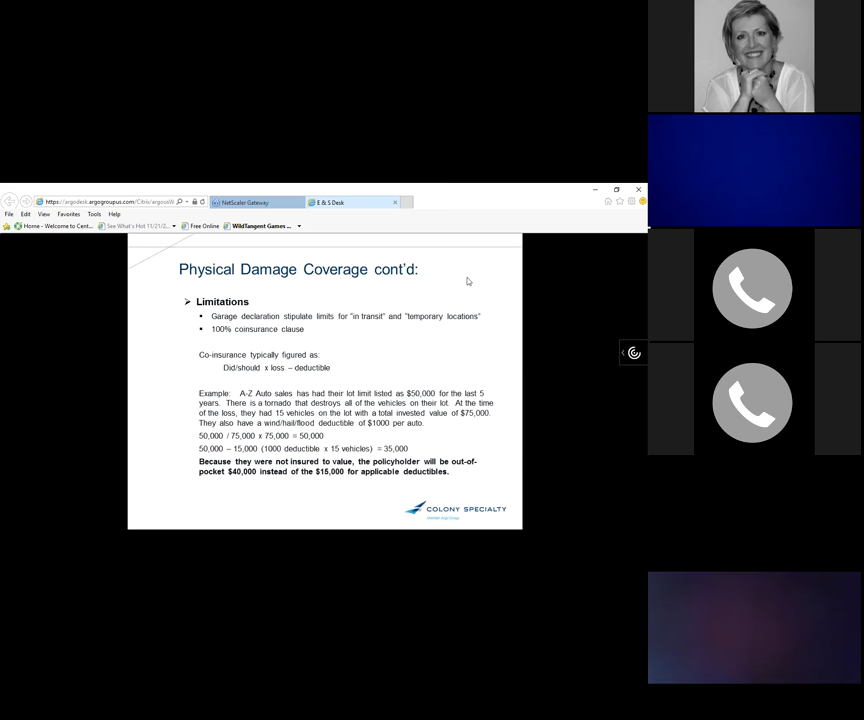 https://argodesk.argogroupus.com/Citrix/argousW
NetScaler Gateway
E & S Desk
File Edit View Favorites Tools Help
Home - Welcome to Cent...
See What's Hot 11/21/2...
Free Online
WildTangent Games ...
Physical Damage Coverage cont'd:
Limitations
Garage declaration stipulate limits for "in transit" and "temporary locations"
100% coinsurance clause
Co-insurance typically figured as:
Did/should x loss – deductible
Example: A-Z Auto sales has had their lot limit listed as $50,000 for the last 5
years. There is a tornado that destroys all of the vehicles on their lot. At the time
of the loss, they had 15 vehicles on the lot with a total invested value of $75,000.
They also have a wind/hail/flood deductible of $1000 per auto.
50,000 / 75,000 x 75,000 = 50,000
50,000 – 15,000 (1000 deductible x 15 vehicles) = 35,000
Because they were not insured to value, the policyholder will be out-of-
pocket $40,000 instead of the $15,000 for applicable deductibles.
COLONY SPECIALTY